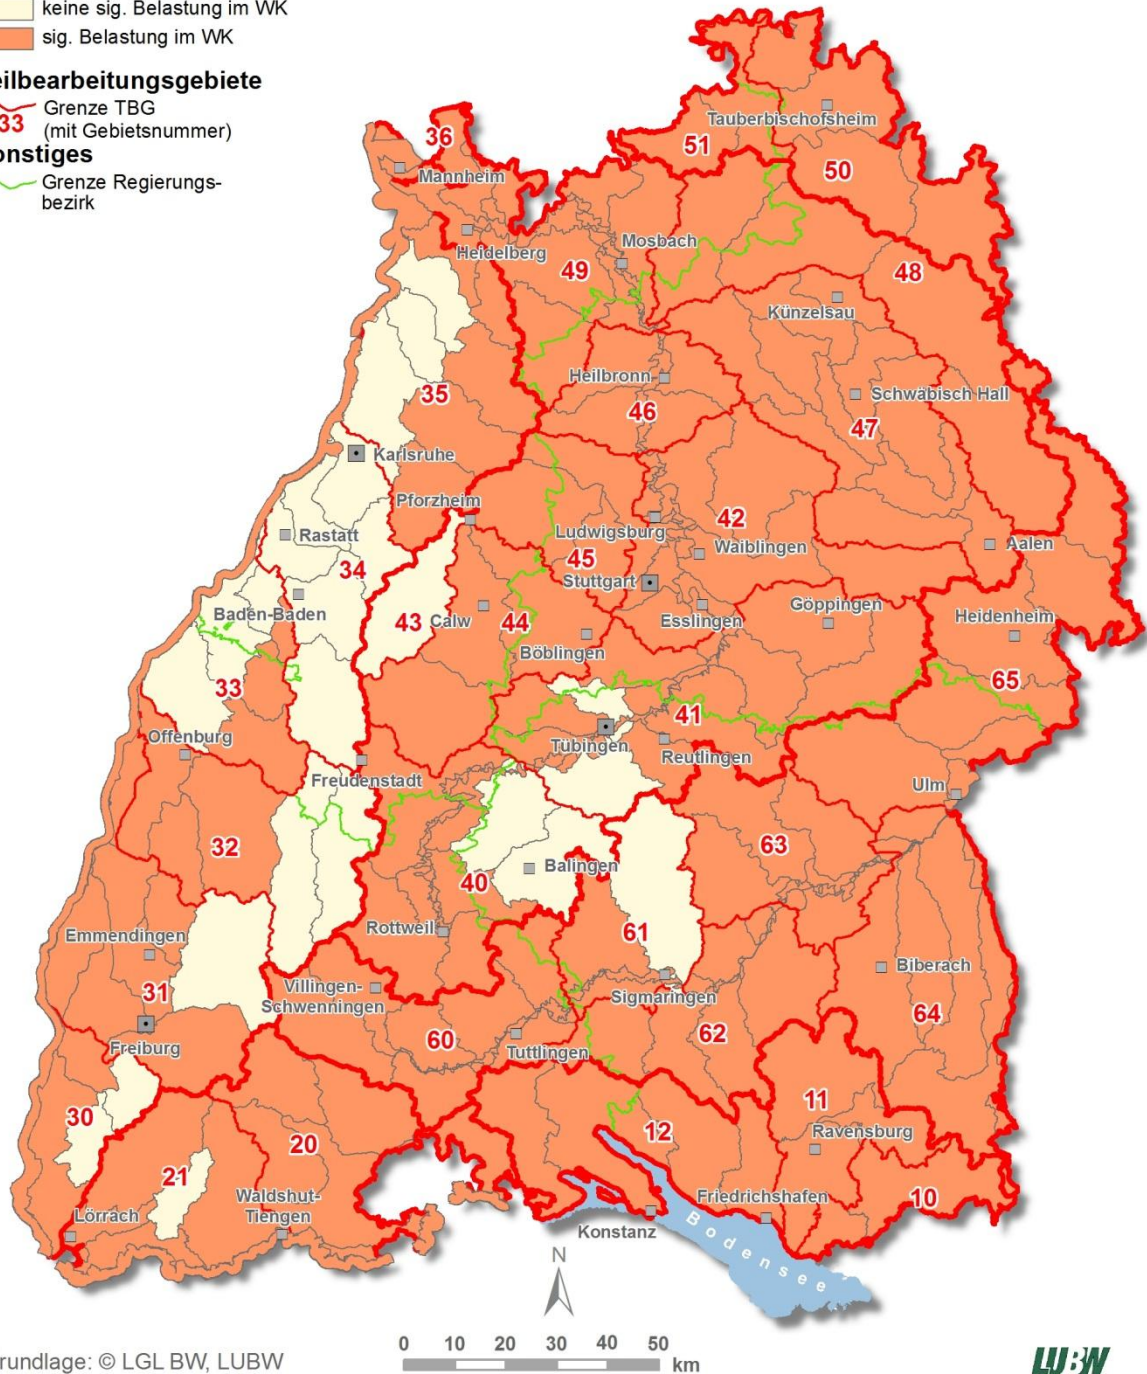 keine sig. Belastung im WK
sig. Belastung im WK
eilbearbeitungsgebiete
Grenze TBG
33 (mit Gebietsnummer)
onstiges
Grenze Regierungs-
bezirk
36
Mannheim
Tauberbischofsheim
51
50
Heidelberg
Mosbach
49
48
Künzelsau
Heilbronn
35
46
Schwäbisch Hall
47
Karlsruhe
Pforzheim
Rastatt
Ludwigsburg
42
Waiblingen
Aalen
34
45
Stuttgart
Baden-Baden
43
Calw
44
Esslingen
Göppingen
Heidenheim
Böblingen
33
65
41
Offenburg
Tübingen
Reutlingen
Freudenstadt
Ulm
32
63
Balingen
40
Rottweil
61
Emmendingen
Biberach
31
Villingen-
Schwenningen
Sigmaringen
64
Freiburg
60
Tuttlingen
62
30
11
20
12
Ravensburg
21
Waldshut-
Tiengen
Friedrichshafen
10
Lörrach
Konstanz
Bodensee
N
0 10 20 30 40 50
km
rundlage: © LGL BW, LUBW
LUBW